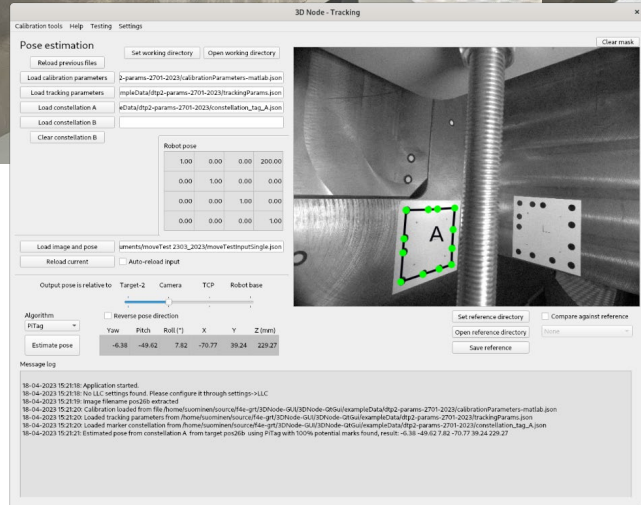 3D Node - Tracking
×
Calibration tools Help Testing Settings
Pose estimation
Set working directory
Open working directory
Clear mask
Reload previous files
Load calibration parameters
2-params-2701-2023/calibrationParameters-matlab.json
Load tracking parameters
mpleData/dtp2-params-2701-2023/trackingParams.json
Load constellation A
eData/dtp2-params-2701-2023/constellation_tag_A.json
Load constellation B
Clear constellation B
Robot pose
1.00 0.00 0.00 200.00
0.00 1.00 0.00 0.00
0.00 0.00 1.00 0.00
0.00 0.00 0.00 1.00
A
Load image and pose
uments/moveTest 2303_2023/moveTestInputSingle.json
Reload current
Auto-reload input
Output pose is relative to Target-2 Camera TCP Robot base
Algorithm
PiTag
Reverse pose direction
Yaw Pitch Roll (°) X Y Z (mm)
Estimate pose
-6.38 -49.62 7.82 -70.77 39.24 229.27
Set reference directory
Compare against reference
Open reference directory
None
Save reference
Message log
18-04-2023 15:21:18: Application started.
18-04-2023 15:21:18: No LLC settings found. Please configure it through settings->LLC
18-04-2023 15:21:19: Image filename pos26b extracted
18-04-2023 15:21:20: Calibration loaded from file /home/suominen/source/f4e-grt/3DNode-GUI/3DNode-QtGui/exampleData/dtp2-params-2701-2023/calibrationParameters-matlab.json
18-04-2023 15:21:20: Loaded tracking parameters from /home/suominen/source/f4e-grt/3DNode-GUI/3DNode-QtGui/exampleData/dtp2-params-2701-2023/trackingParams.json
18-04-2023 15:21:20: Loaded marker constellation from /home/suominen/source/f4e-grt/3DNode-GUI/3DNode-QtGui/exampleData/dtp2-params-2701-2023/constellation_tag_A.json
18-04-2023 15:21:21: Estimated pose from constellation A from target pos26b using PiTag with 100% potential marks found, result: -6.38 -49.62 7.82 -70.77 39.24 229.27